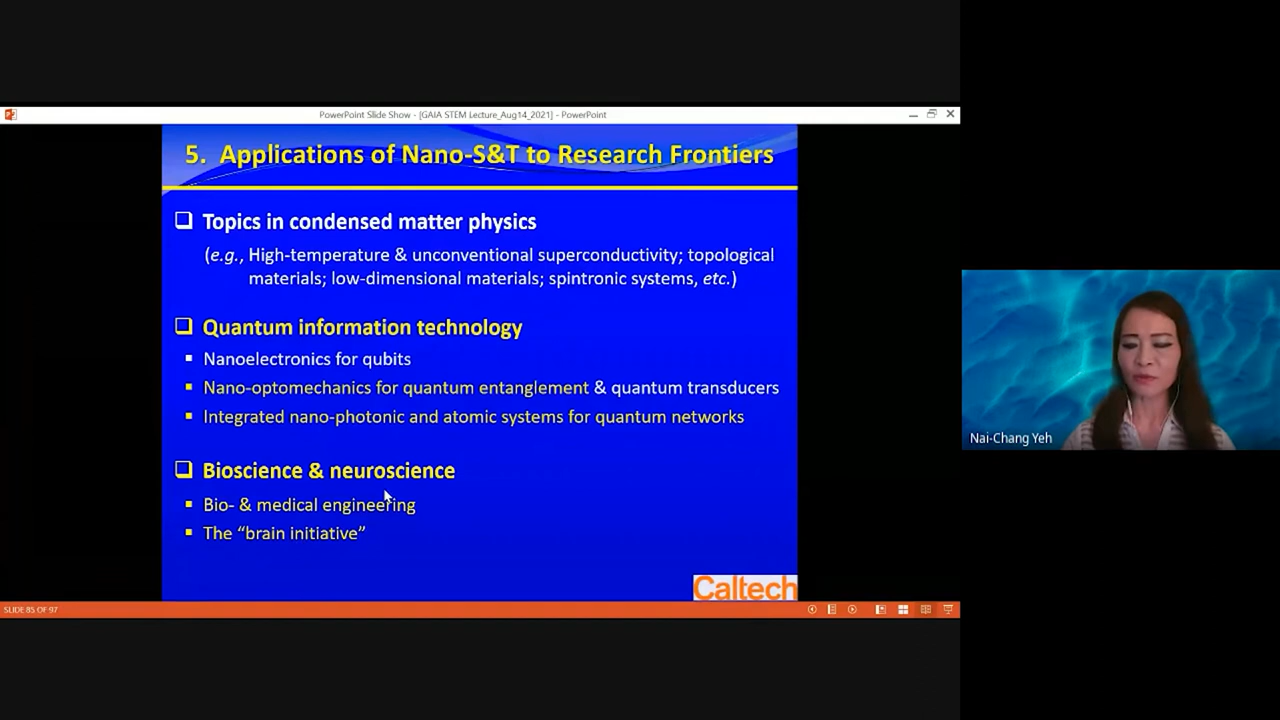 PowerPoint Slide Show - [GAIA STEM Lecture_Aug14_2021] - PowerPoint
5. Applications of Nano-S&T to Research Frontiers
Topics in condensed matter physics
(e.g., High-temperature & unconventional superconductivity; topological
materials; low-dimensional materials; spintronic systems, etc.)
Quantum information technology
Nanoelectronics for qubits
Nano-optomechanics for quantum entanglement & quantum transducers
Integrated nano-photonic and atomic systems for quantum networks
Bioscience & neuroscience
Bio- & medical engineering
The “brain initiative”
Caltech
SLIDE 85 OF 97
Nai-Chang Yeh